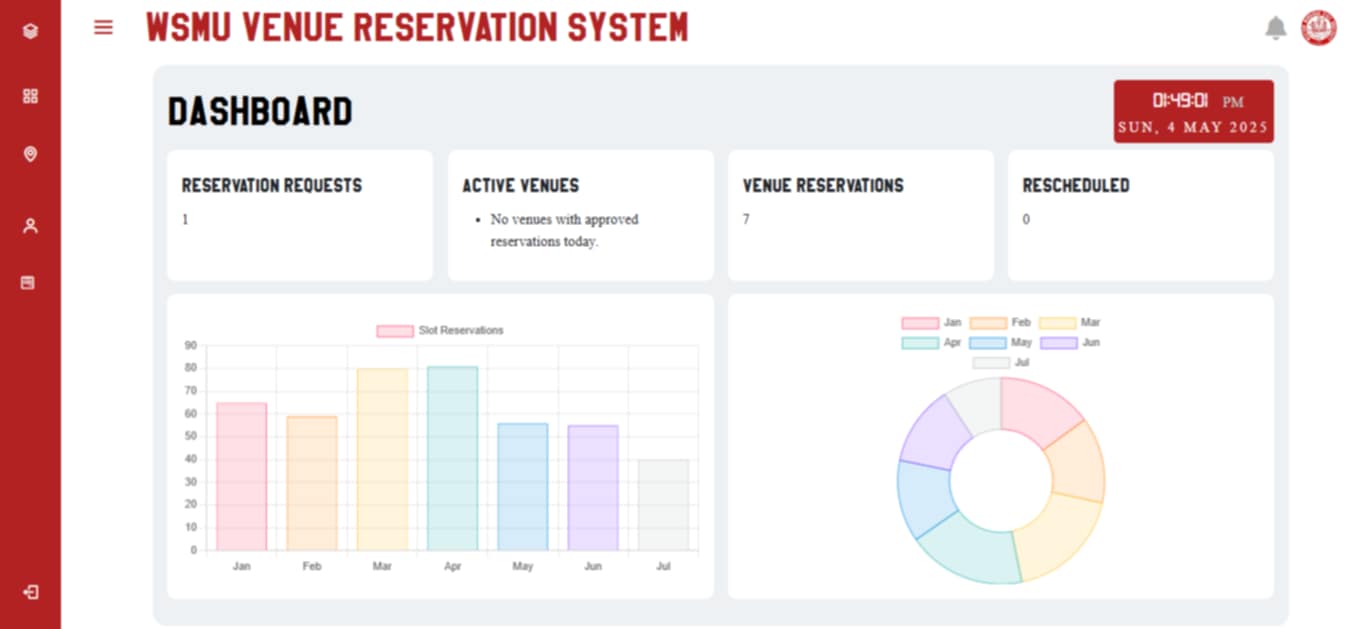 WSMU VENUE RESERVATION SYSTEM
DASHBOARD
01:49:01 PM
SUN, 4 MAY 2025
RESERVATION REQUESTS
1
ACTIVE VENUES
• No venues with approved
reservations today.
VENUE RESERVATIONS
7
RESCHEDULED
0
Slot Reservations
90
80
70
60
50
40
30
20
10
0
Jan Feb Mar Apr May Jun Jul
Jan Feb Mar
Apr May Jun
Jul